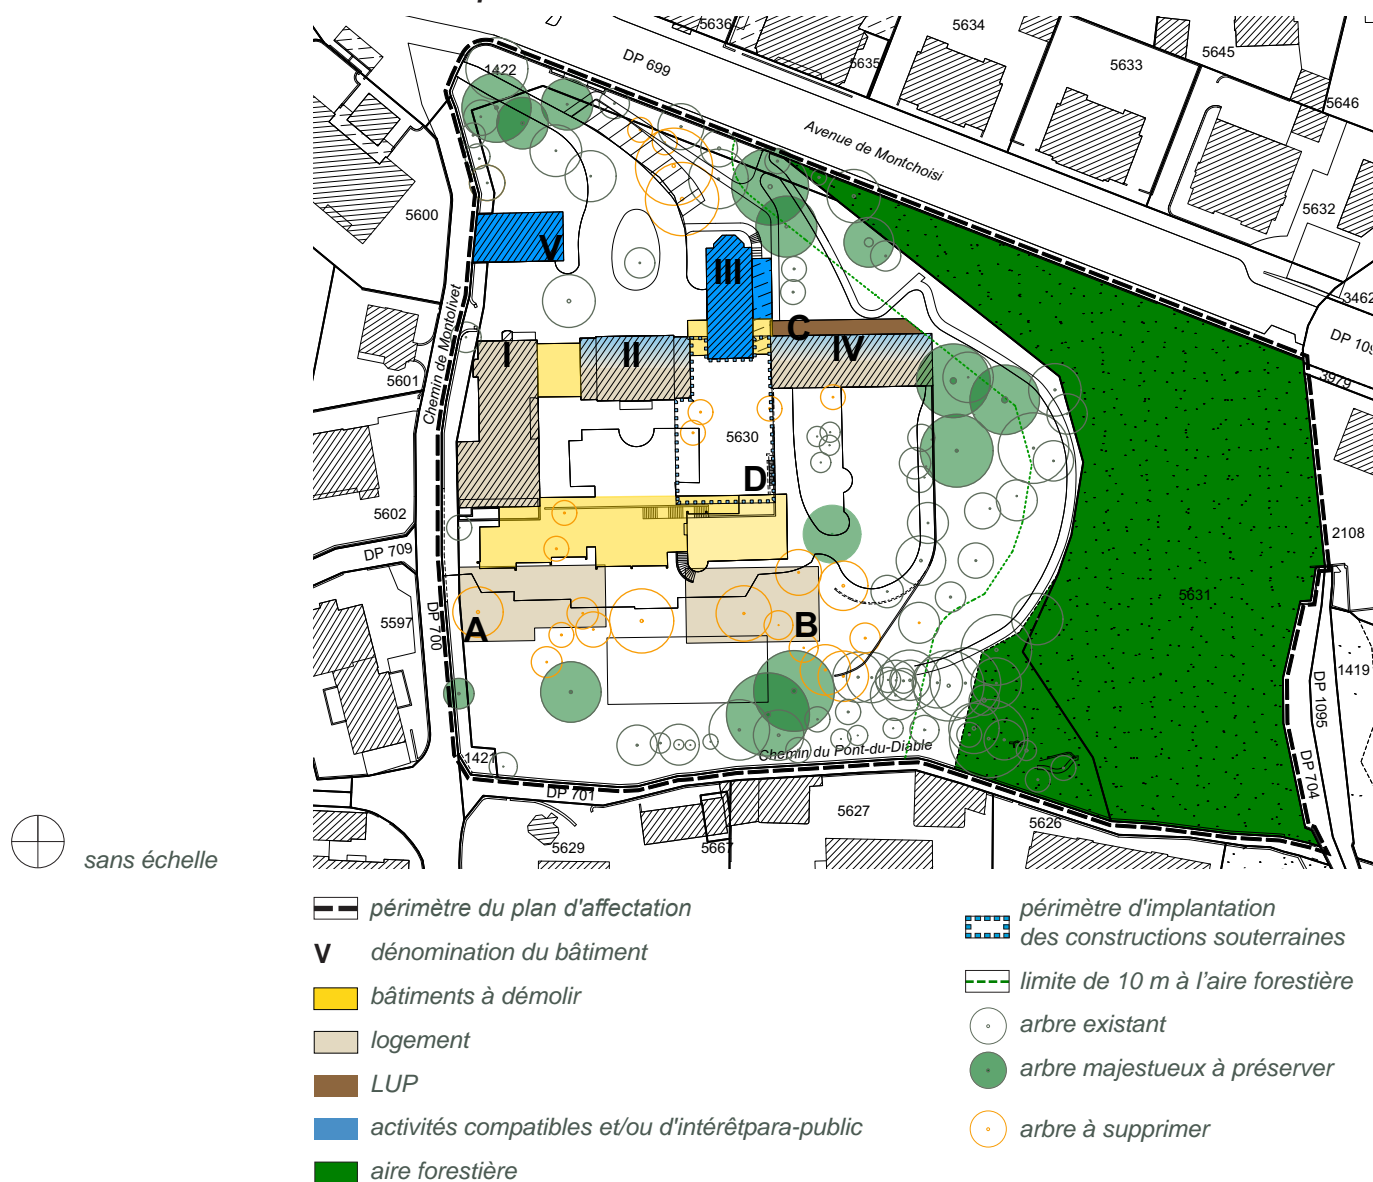 5636
5634
5635
5645
5633
5646
DP 699
1422
Avenue de Montchoisi
5600
5632
V
III
3462
C
DP 109
I
II
IV
Chemin de Montolivet
5601
3979
5630
D
5602
2108
DP 709
5631
5597
DP 700
A
B
1419
DP 1095
Chemin du Pont-du-Diable
1421
DP 701
DP 704
5627
5626
5629
5667
sans échelle
périmètre du plan d'affectation
V dénomination du bâtiment
bâtiments à démolir
logement
LUP
activités compatibles et/ou d'intérêtpara-public
aire forestière
périmètre d'implantation
des constructions souterraines
limite de 10 m à l'aire forestière
arbre existant
arbre majestueux à préserver
arbre à supprimer